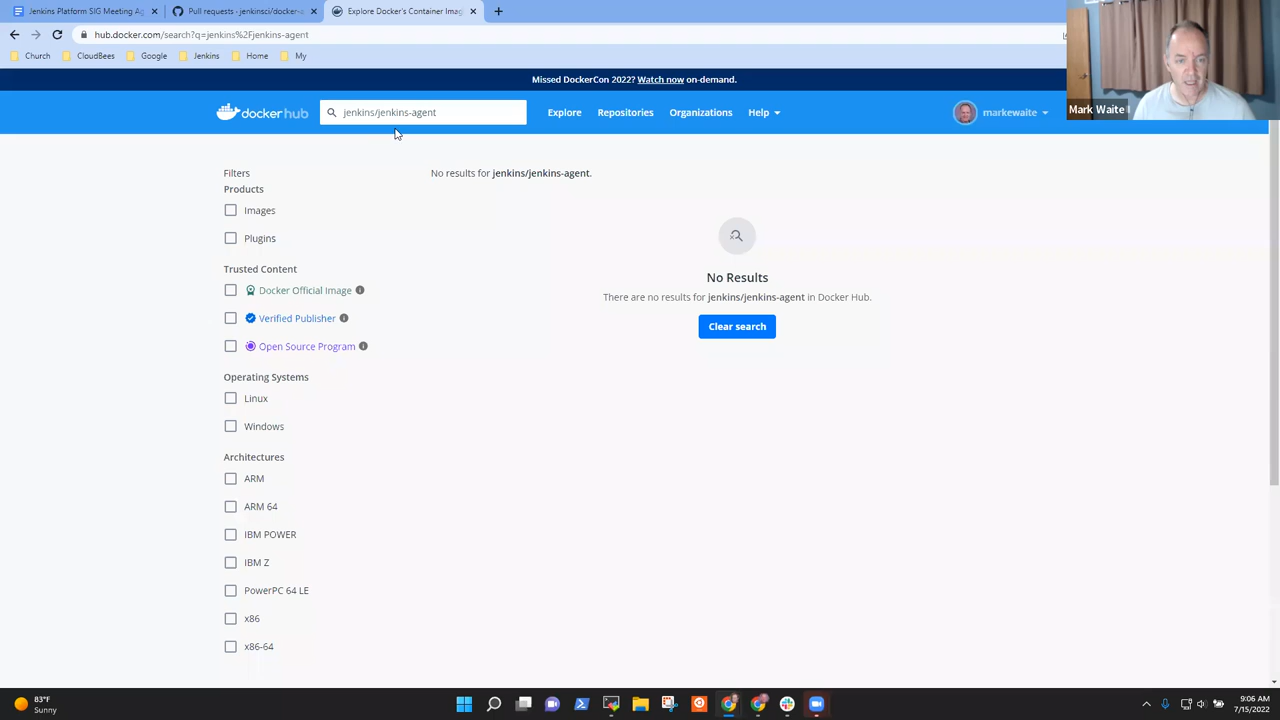 Jenkins Platform SIG Meeting Ag
Pull requests · jenkinsci/docker-a
Explore Docker's Container Imag
hub.docker.com/search?q=jenkins%2Fjenkins-agent
Church
CloudBees
Google
Jenkins
Home
My
Missed DockerCon 2022? Watch now on-demand.
dockerhub
jenkins/jenkins-agent
Explore
Repositories
Organizations
Help
markewaite
Mark Waite
Filters
Products
Images
Plugins
Trusted Content
Docker Official Image
Verified Publisher
Open Source Program
Operating Systems
Linux
Windows
Architectures
ARM
ARM 64
IBM POWER
IBM Z
PowerPC 64 LE
x86
x86-64
No results for jenkins/jenkins-agent.
No Results
There are no results for jenkins/jenkins-agent in Docker Hub.
Clear search
83°F
Sunny
9:06 AM
7/15/2022